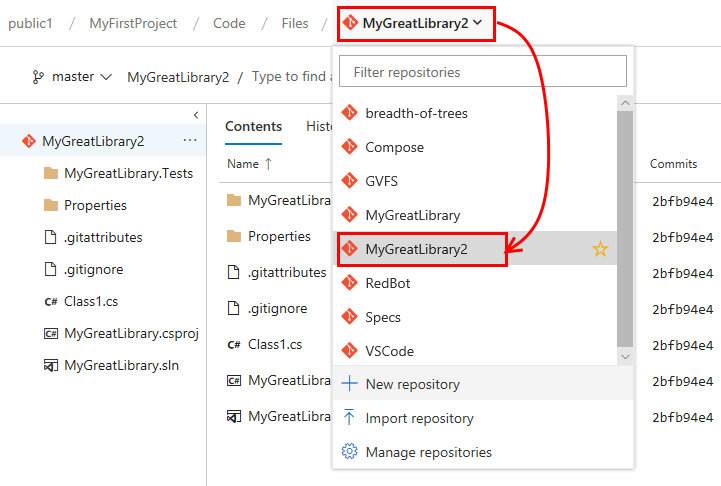 public1 / MyFirstProject / Code / Files / MyGreatLibrary2
master MyGreatLibrary2 / Type to find a
Filter repositories
breadth-of-trees
Compose
GVFS
MyGreatLibrary
MyGreatLibrary2
RedBot
Specs
VSCode
New repository
Import repository
Manage repositories
MyGreatLibrary2 ...
MyGreatLibrary.Tests
Properties
.gitattributes
.gitignore
C# Class1.cs
C# MyGreatLibrary.csproj
MyGreatLibrary.sln
Contents Histo
Name ↑ Commits
MyGreatLibra 2bfb94e4
Properties 2bfb94e4
.gitattributes 2bfb94e4
.gitignore 2bfb94e4
C# Class1.cs 2bfb94e4
C# MyGreatLibra 2bfb94e4
MyGreatLibra 2bfb94e4